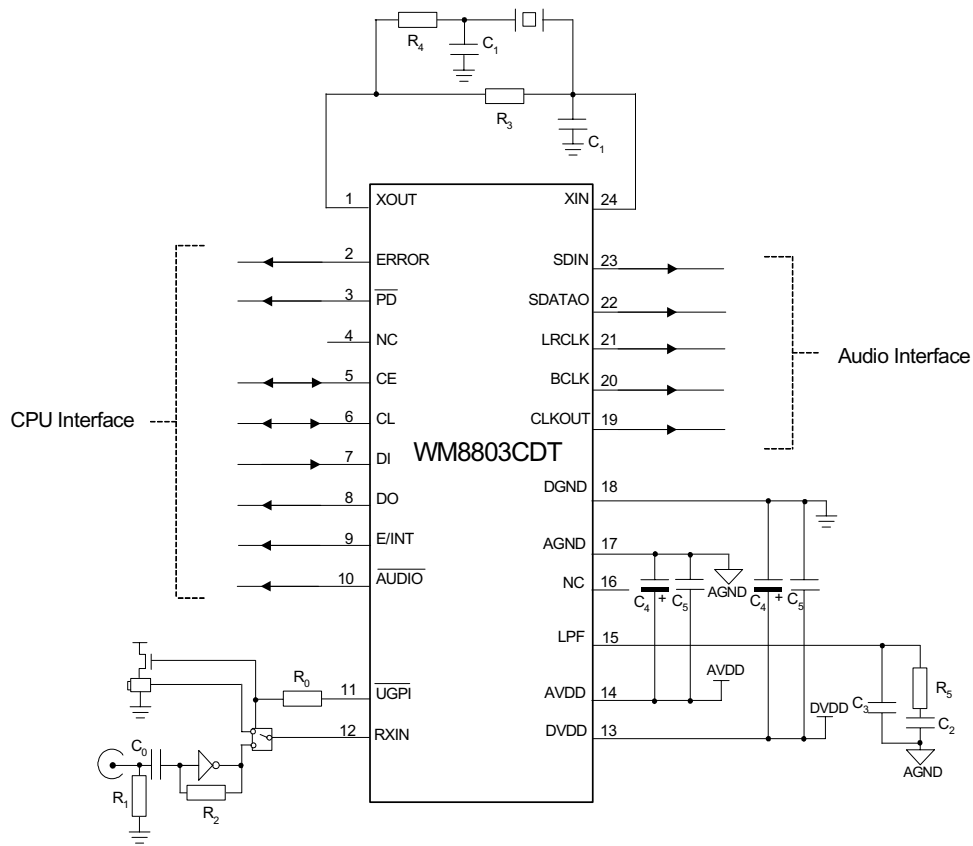 R4
C1
R3
C1
1 XOUT
XIN 24
2 ERROR
3 PD
4 NC
5 CE
6 CL
7 DI
8 DO
9 E/INT
10 AUDIO
11 UGPI
12 RXIN
SDIN 23
SDATAO 22
LRCLK 21
BCLK 20
CLKOUT 19
DGND 18
AGND 17
NC 16
LPF 15
AVDD 14
DVDD 13
CPU Interface
WM8803CDT
Audio Interface
C4 +
C5
AGND
C4 +
C5
AVDD
DVDD
C3
R5
C2
AGND
R0
C0
R1
R2